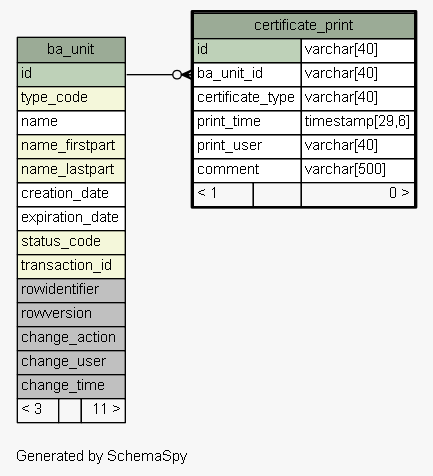 certificate_print
id varchar[40]
ba_unit_id varchar[40]
certificate_type varchar[40]
print_time timestamp[29,6]
print_user varchar[40]
comment varchar[500]
< 1 0 >
ba_unit
id
type_code
name
name_firstpart
name_lastpart
creation_date
expiration_date
status_code
transaction_id
rowidentifier
rowversion
change_action
change_user
change_time
< 3 11 >
Generated by SchemaSpy